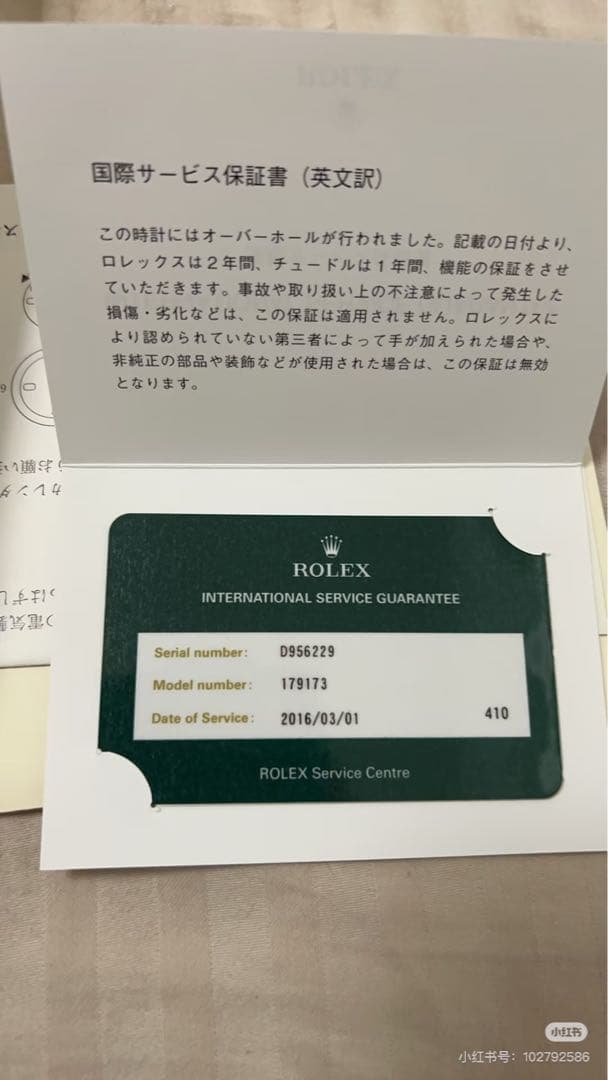 国際サービス保証書（英文訳）
この時計にはオーバーホールが行われました。記載の日付より、
ロレックスは２年間、チュードルは１年間、機能の保証をさせ
ていただきます。事故や取り扱い上の不注意によって発生した
損傷・劣化などは、この保証は適用されません。ロレックスに
より認められていない第三者によって手が加えられた場合や、
非純正の部品や装飾などが使用された場合は、この保証は無効
となります。
ROLEX
INTERNATIONAL SERVICE GUARANTEE
Serial number: D956229
Model number: 179173
Date of Service: 2016/03/01 410
ROLEX Service Centre
小红书
小红书号：102792586